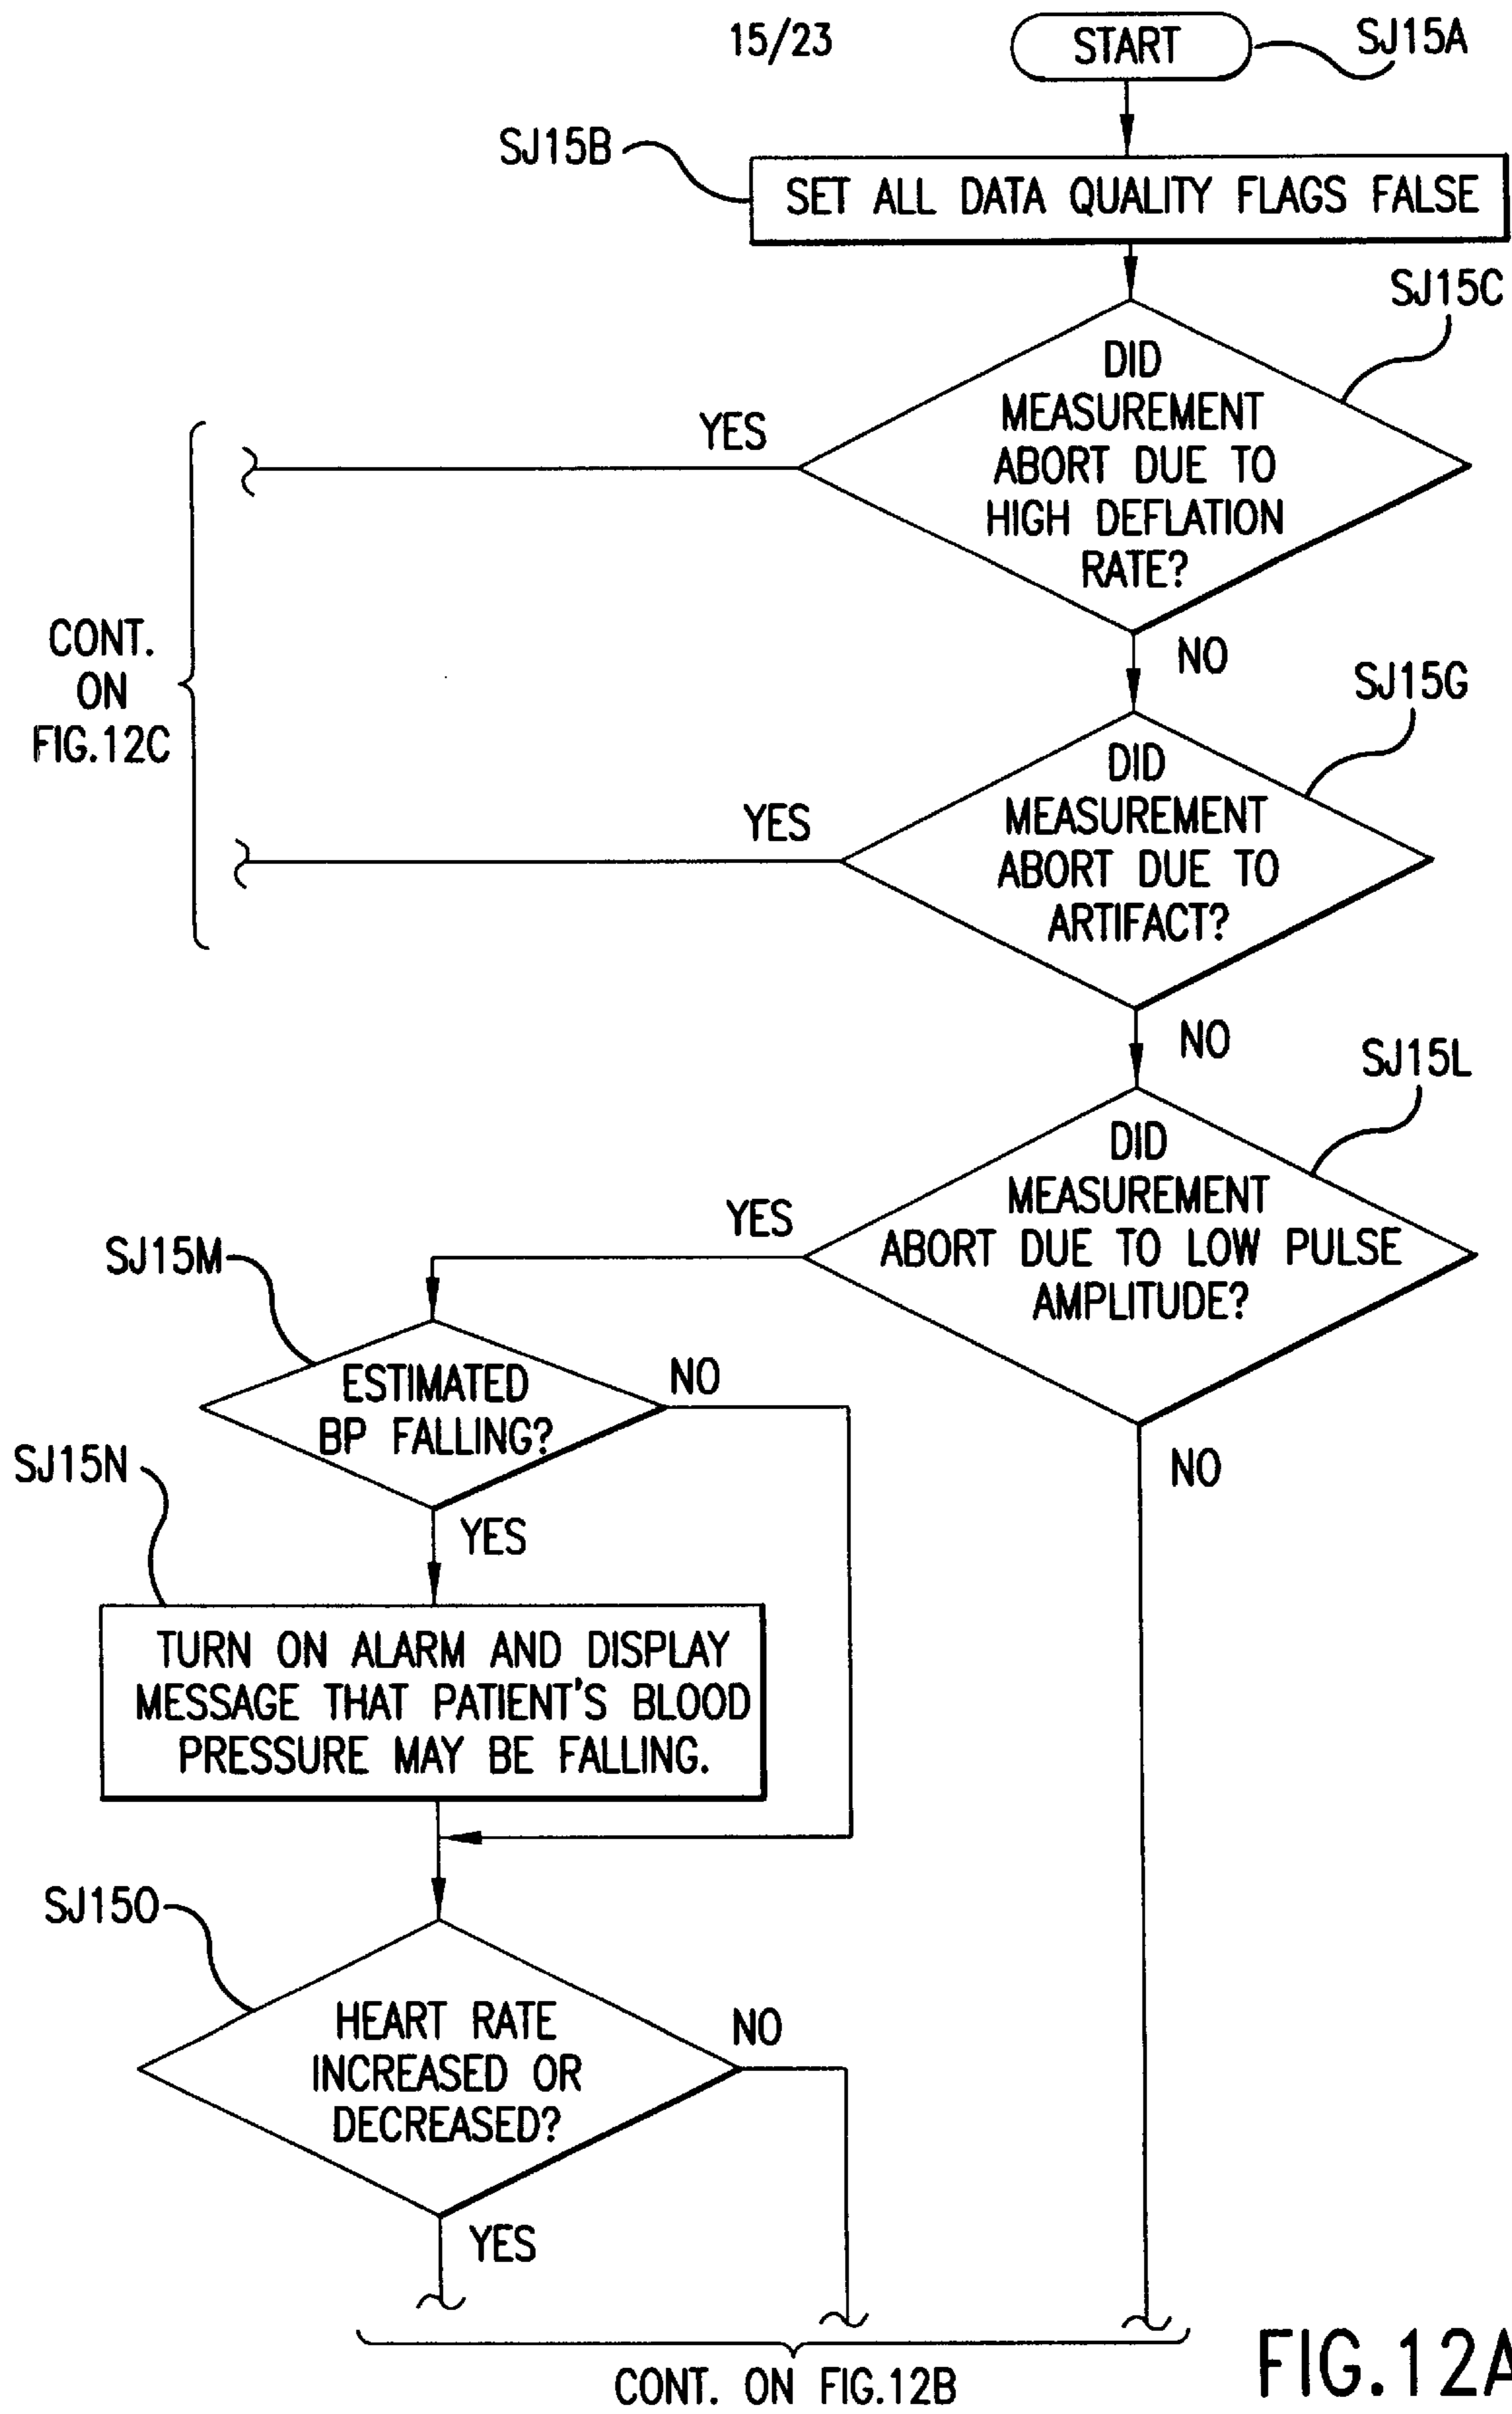 15/23
START
SJ15A
SJ15B
SET ALL DATA QUALITY FLAGS FALSE
SJ15C
DID
MEASUREMENT
ABORT DUE TO
HIGH DEFLATION
RATE?
YES
NO
CONT.
ON
FIG.12C
SJ15G
DID
MEASUREMENT
ABORT DUE TO
ARTIFACT?
YES
NO
SJ15L
DID
MEASUREMENT
ABORT DUE TO LOW PULSE
AMPLITUDE?
YES
NO
SJ15M
ESTIMATED
BP FALLING?
NO
YES
SJ15N
TURN ON ALARM AND DISPLAY
MESSAGE THAT PATIENT'S BLOOD
PRESSURE MAY BE FALLING.
SJ15O
HEART RATE
INCREASED OR
DECREASED?
NO
YES
CONT. ON FIG.12B
FIG.12A